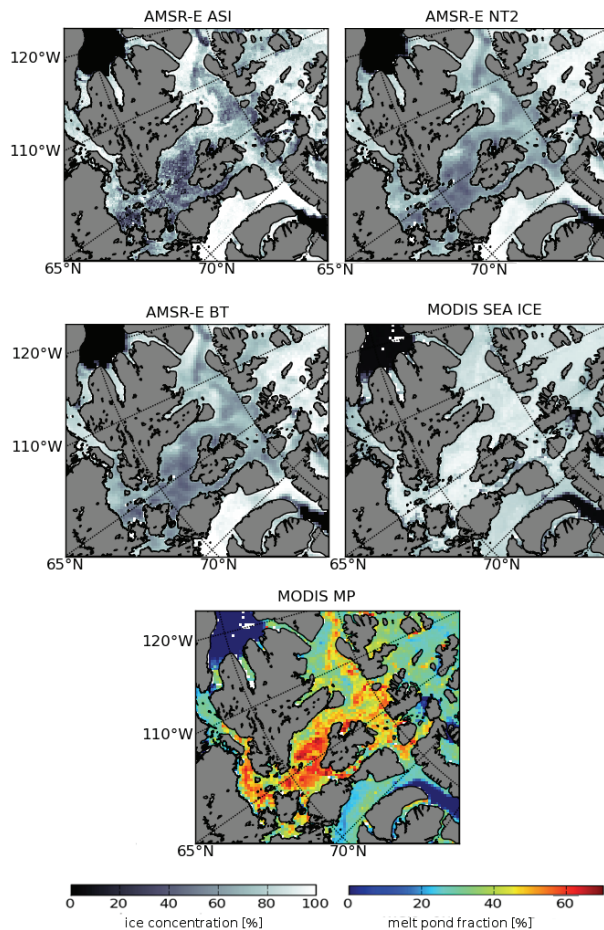 AMSR-E ASI
AMSR-E NT2
120°W
110°W
65°N
70°N
65°N
70°N
AMSR-E BT
MODIS SEA ICE
120°W
110°W
65°N
70°N
65°N
70°N
MODIS MP
120°W
110°W
65°N
70°N
0 20 40 60 80 100
ice concentration [%]
0 20 40 60
melt pond fraction [%]